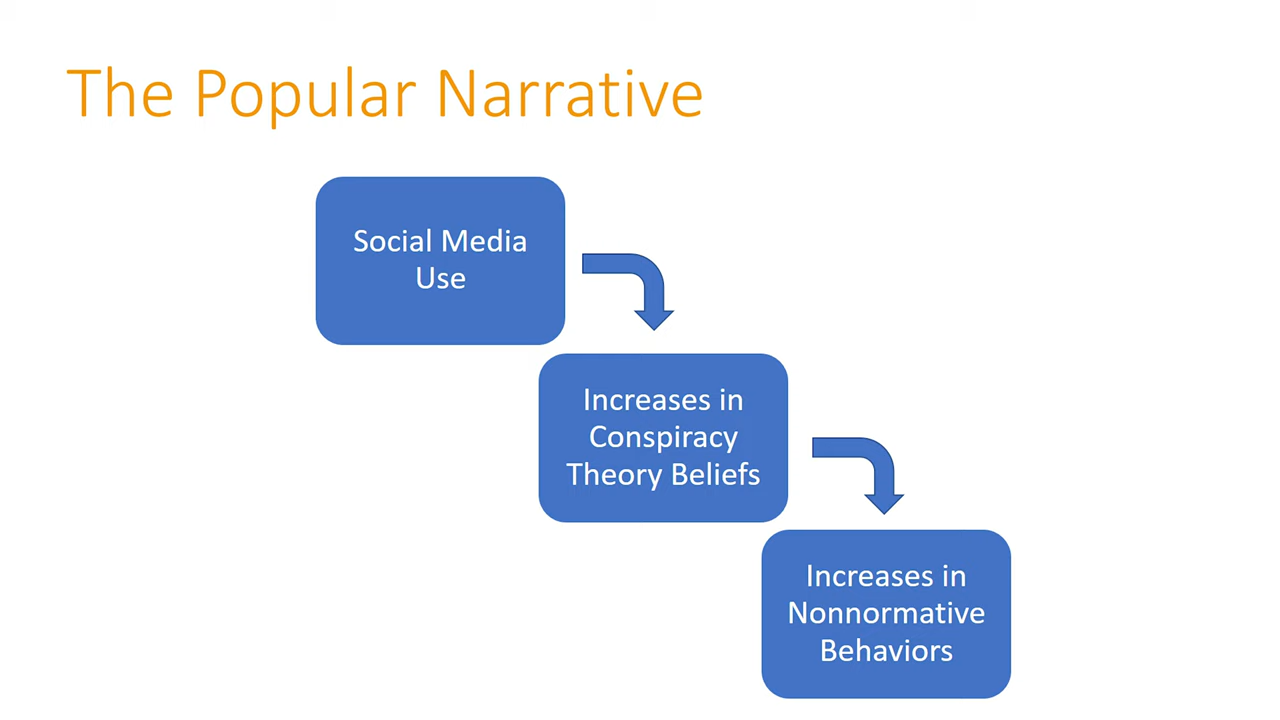 The Popular Narrative
Social Media
Use
Increases in
Conspiracy
Theory Beliefs
Increases in
Nonnormative
Behaviors